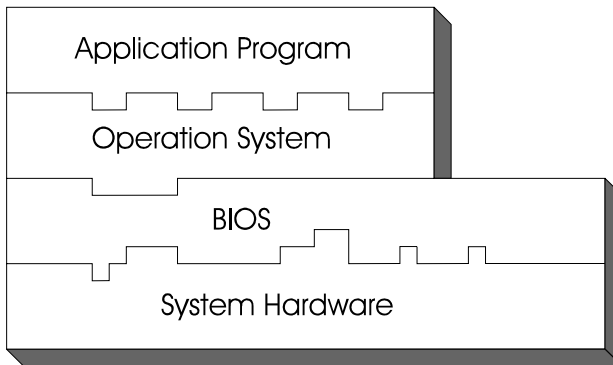 Application Program
Operation System
BIOS
System Hardware